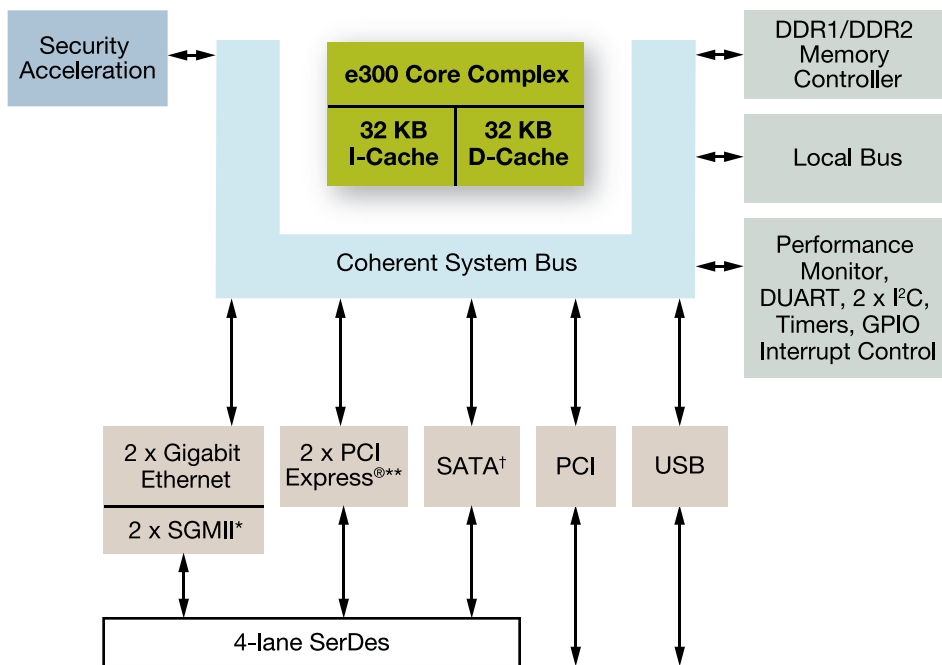 Security
Acceleration
e300 Core Complex
32 KB
I-Cache
32 KB
D-Cache
DDR1/DDR2
Memory
Controller
Local Bus
Coherent System Bus
Performance
Monitor,
DUART, 2 x I²C,
Timers, GPIO
Interrupt Control
2 x Gigabit
Ethernet
2 x SGMII*
2 x PCI
Express®**
SATA†
PCI
USB
4-lane SerDes